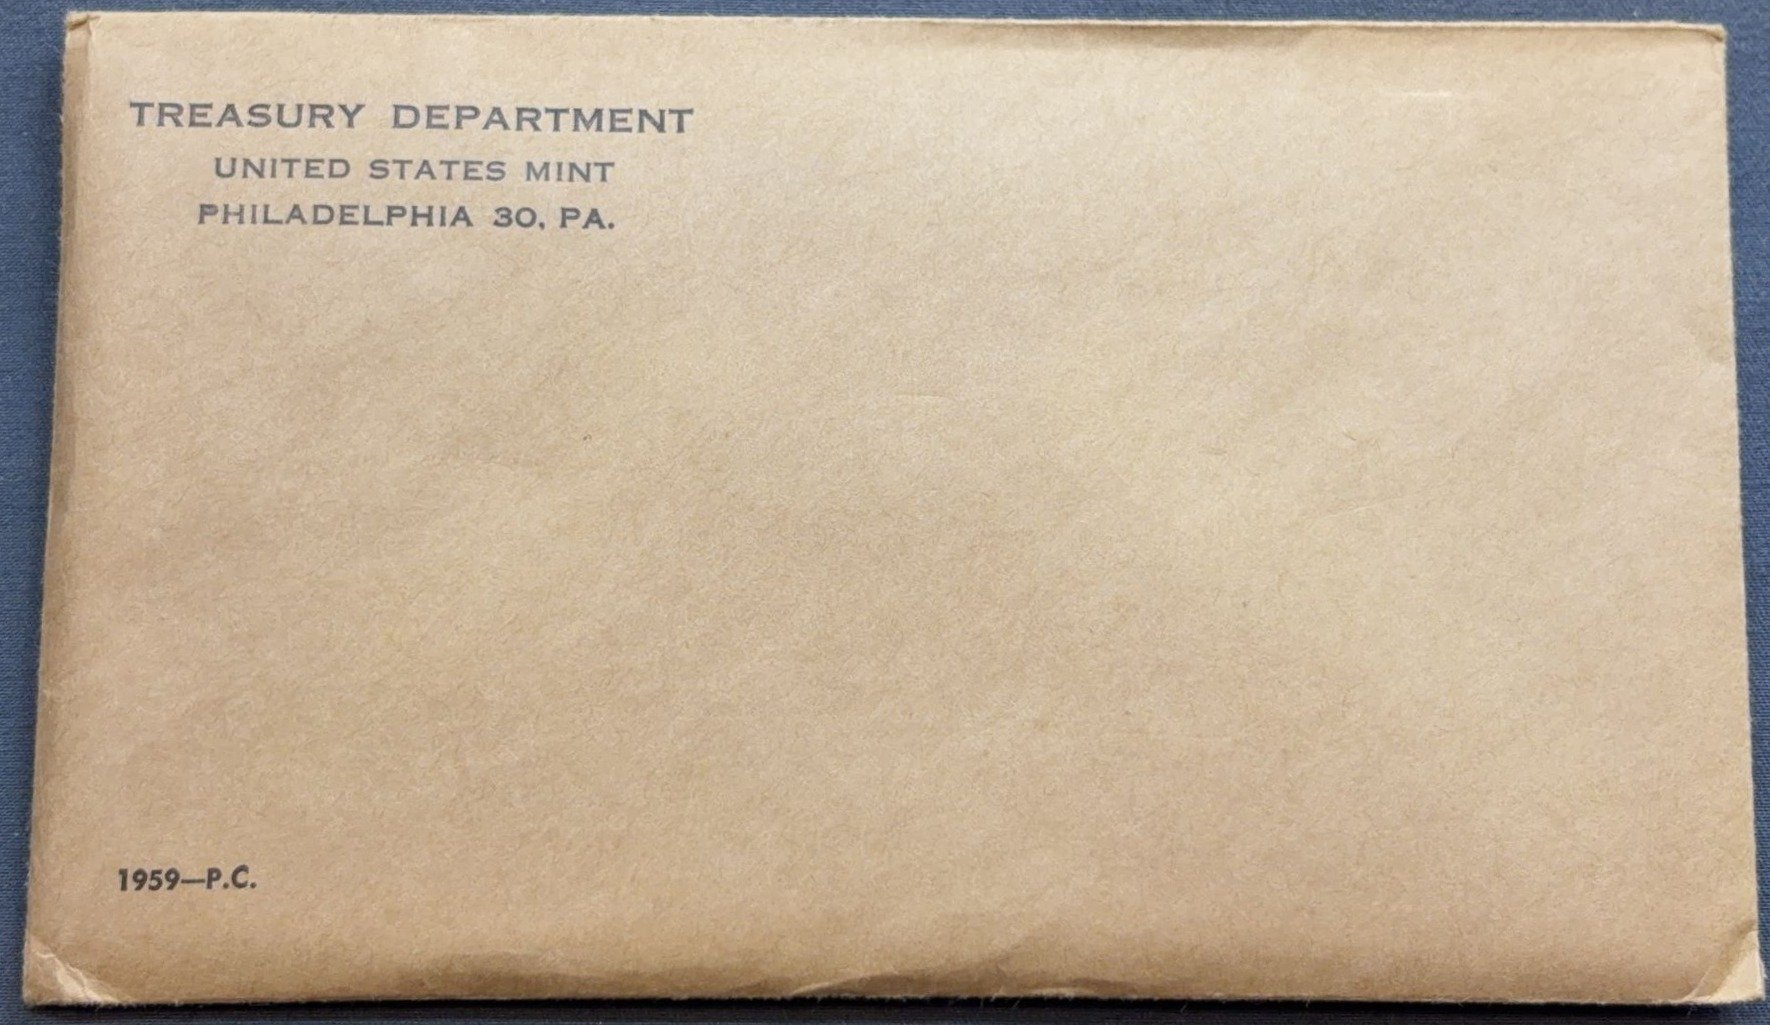 TREASURY DEPARTMENT
UNITED STATES MINT
PHILADELPHIA 30, PA.
1959—P.C.